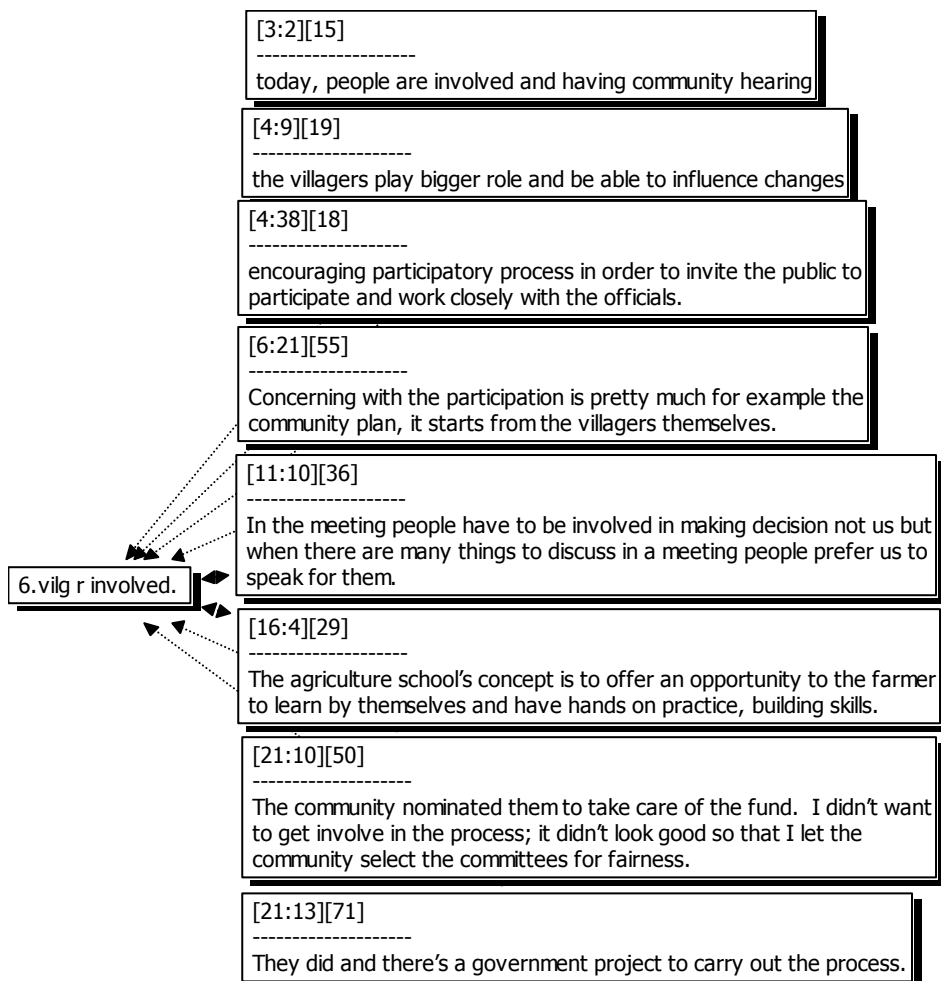 [3:2][15]
--------------------
today, people are involved and having community hearing
[4:9][19]
--------------------
the villagers play bigger role and be able to influence changes
[4:38][18]
--------------------
encouraging participatory process in order to invite the public to
participate and work closely with the officials.
[6:21][55]
--------------------
Concerning with the participation is pretty much for example the
community plan, it starts from the villagers themselves.
[11:10][36]
--------------------
In the meeting people have to be involved in making decision not us but
when there are many things to discuss in a meeting people prefer us to
speak for them.
6.vilg r involved.
[16:4][29]
--------------------
The agriculture school’s concept is to offer an opportunity to the farmer
to learn by themselves and have hands on practice, building skills.
[21:10][50]
--------------------
The community nominated them to take care of the fund.  I didn’t want
to get involve in the process; it didn’t look good so that I let the
community select the committees for fairness.
[21:13][71]
--------------------
They did and there’s a government project to carry out the process.